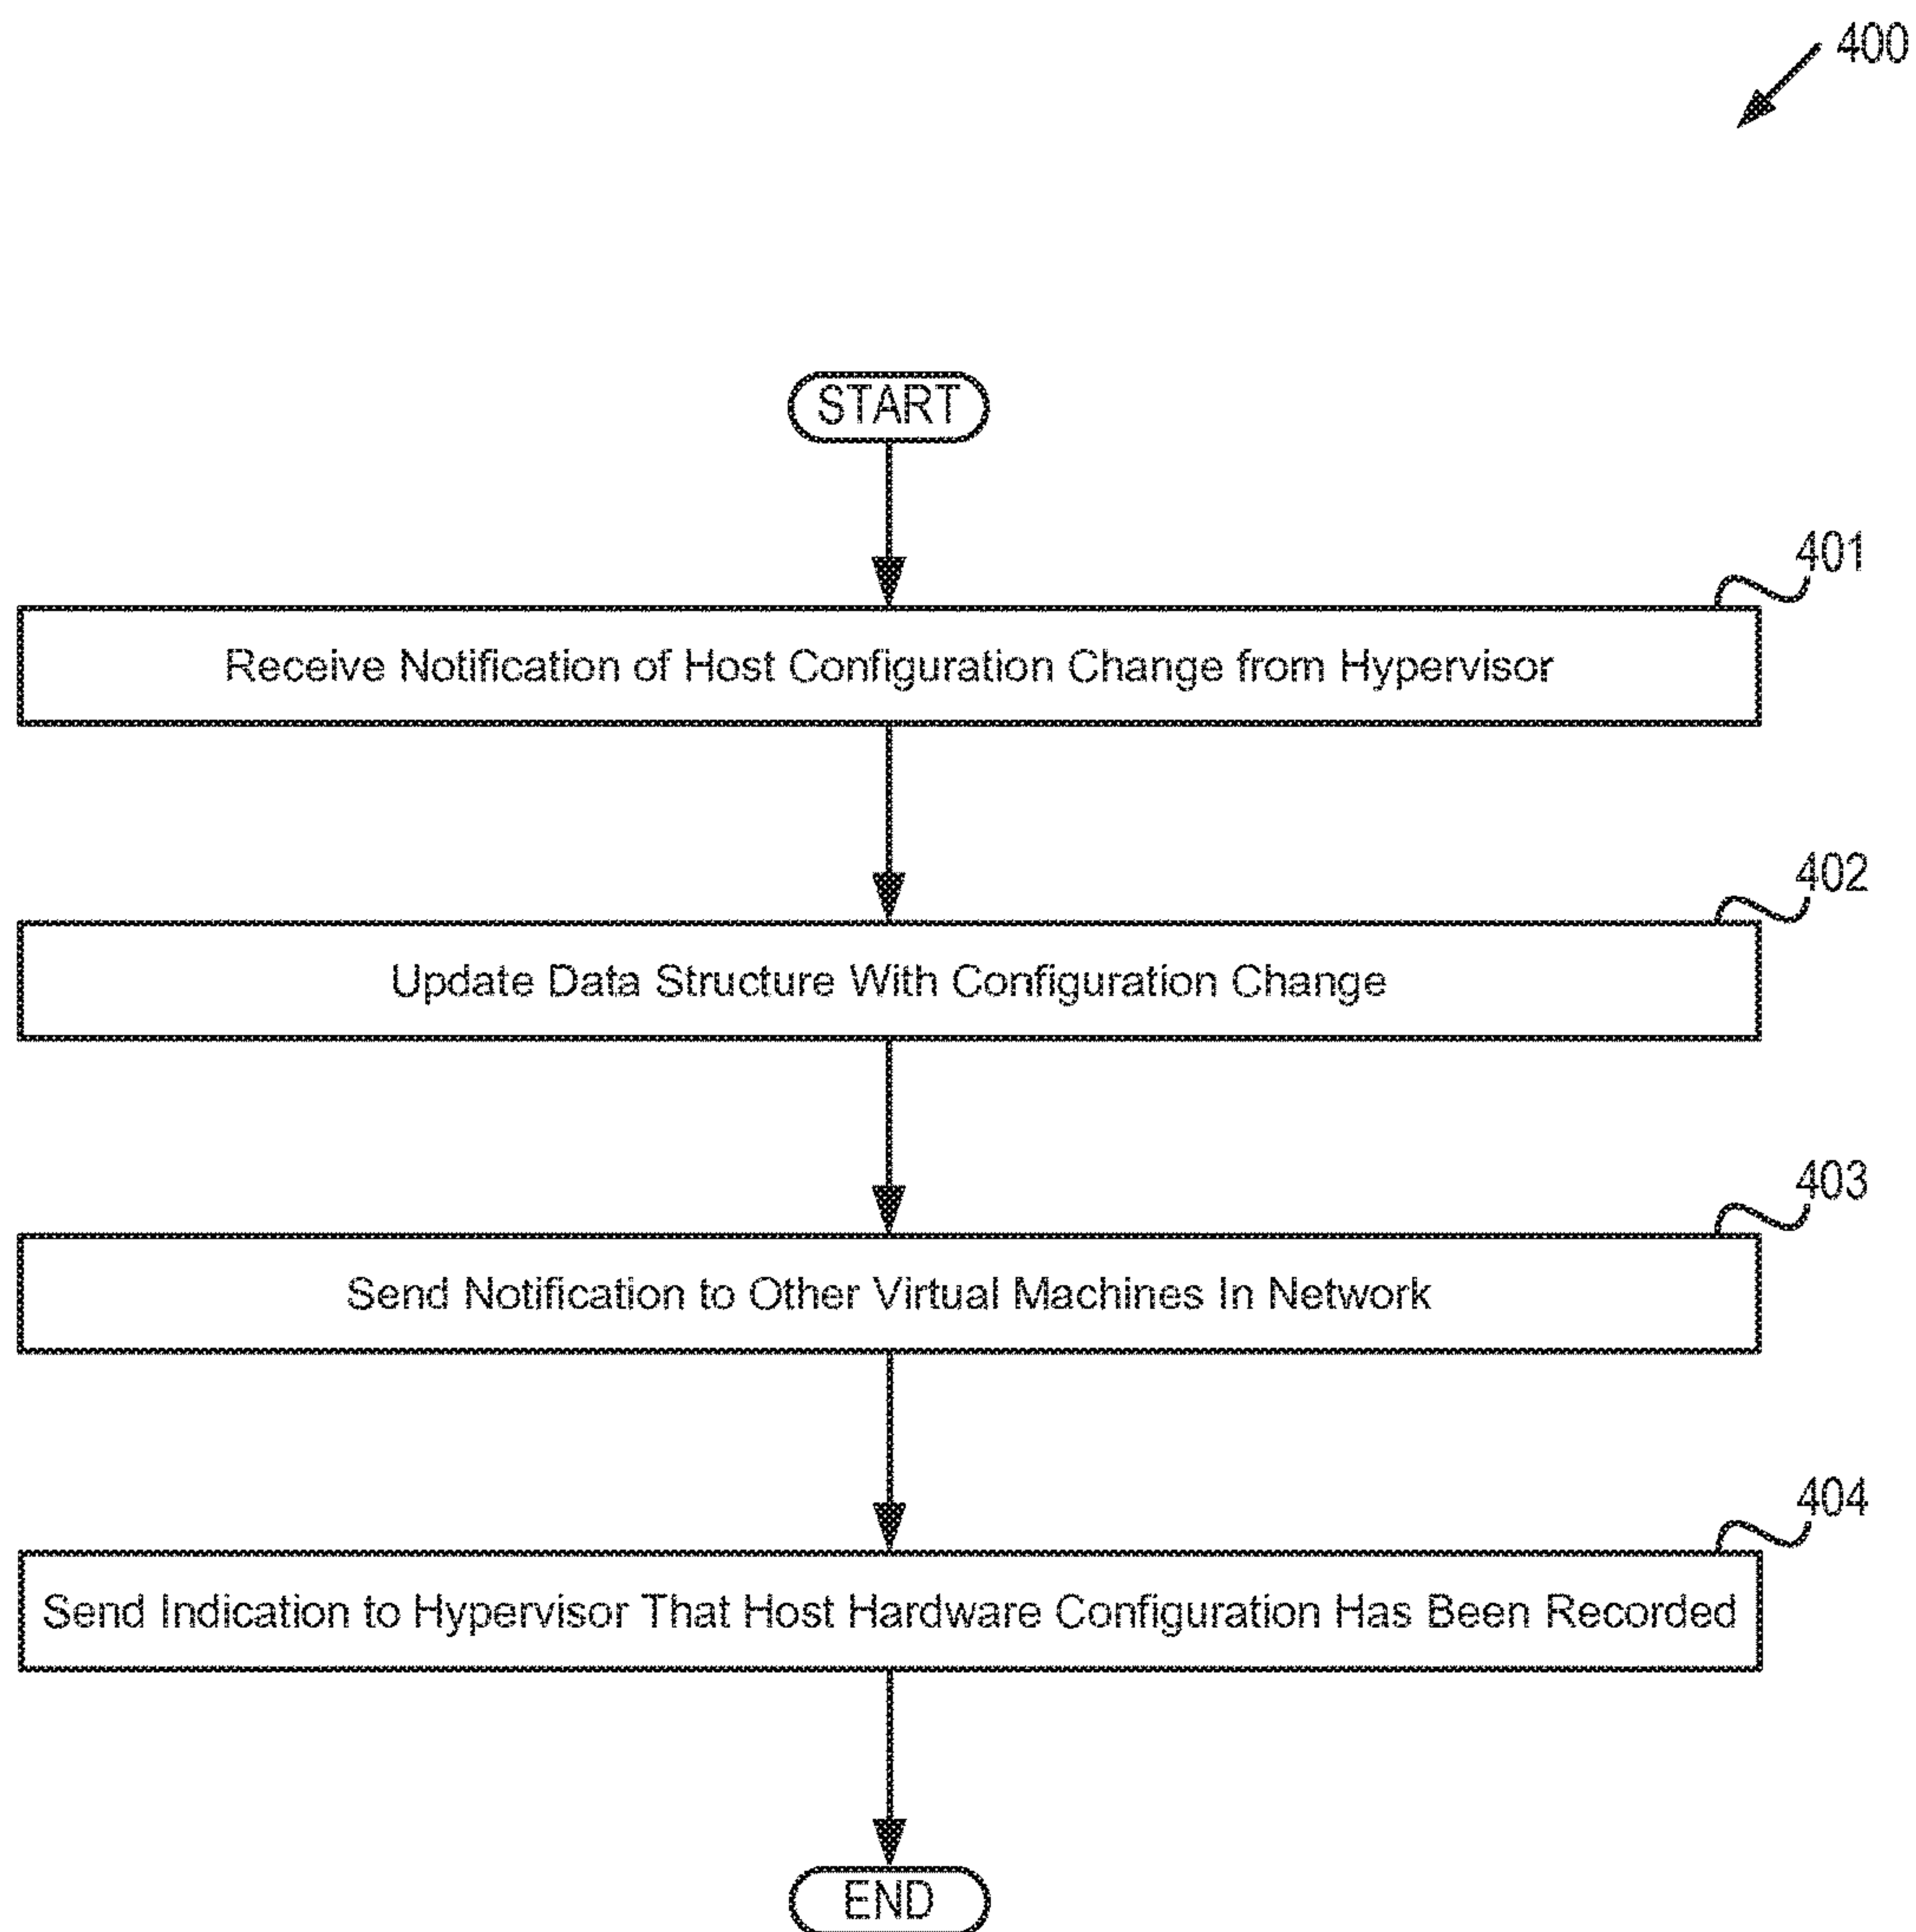 400
START
401
Receive Notification of Host Configuration Change from Hypervisor
402
Update Data Structure With Configuration Change
403
Send Notification to Other Virtual Machines In Network
404
Send Indication to Hypervisor That Host Hardware Configuration Has Been Recorded
END